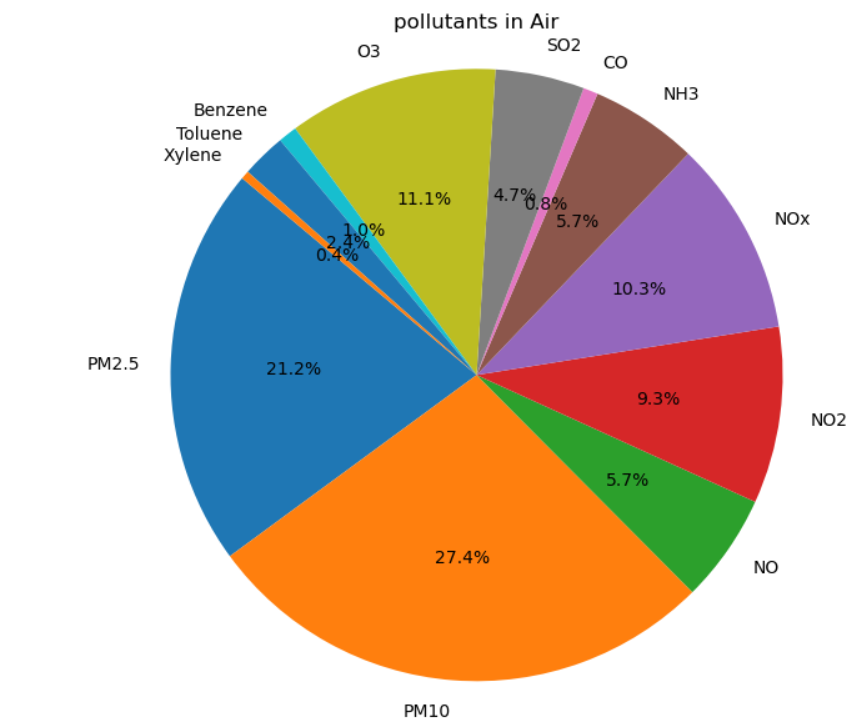 pollutants in Air
SO2
O3
CO
NH3
Benzene
Toluene
Xylene
11.1%
4.7%
0.8%
5.7%
NOx
1.0%
2.4%
0.4%
10.3%
PM2.5
21.2%
9.3%
NO2
5.7%
27.4%
NO
PM10